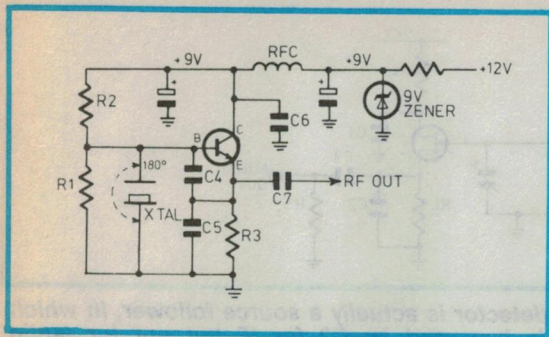 +9V
RFC
+9V
+12V
R2
9V
ZENER
C6
B
C
E
180°
R1
XTAL
C4
C7
RF OUT
C5
R3
detector is actually a source follower, in which